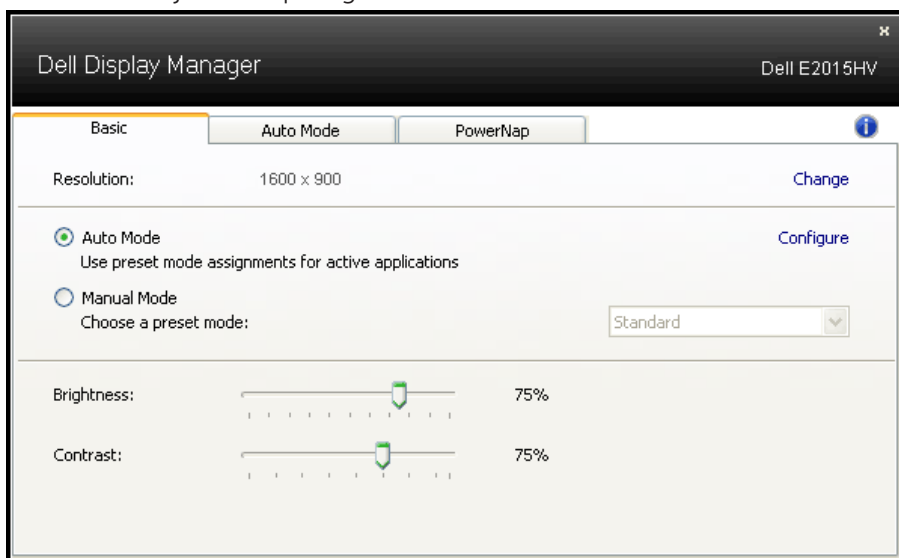 Dell Display Manager
Dell E2015HV
Basic
Auto Mode
PowerNap
Resolution:
1600 x 900
Change
Auto Mode
Configure
Use preset mode assignments for active applications
Manual Mode
Choose a preset mode:
Standard
Brightness:
75%
Contrast:
75%